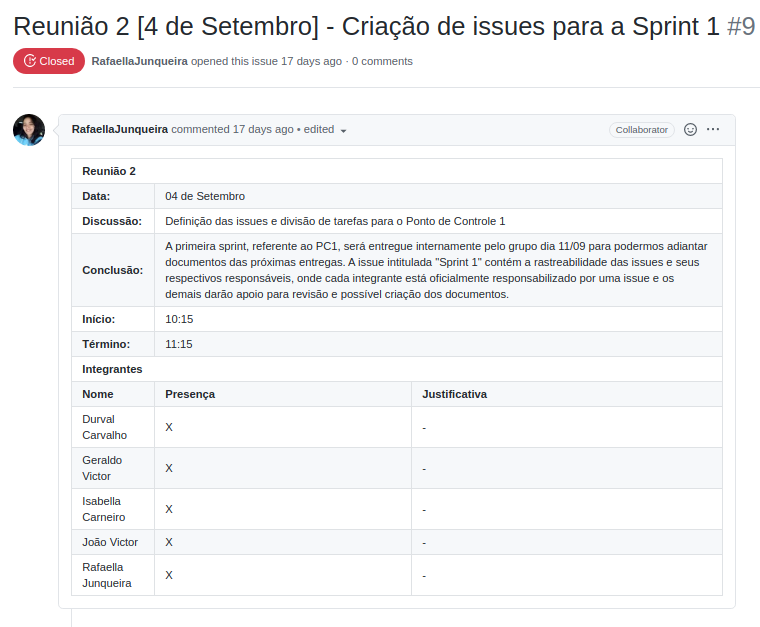 Reunião 2 [4 de Setembro] - Criação de issues para a Sprint 1 #9
Closed RafaellaJunqueira opened this issue 17 days ago · 0 comments
RafaellaJunqueira commented 17 days ago • edited Collaborator
Reunião 2
Data: 04 de Setembro
Discussão: Definição das issues e divisão de tarefas para o Ponto de Controle 1
Conclusão:
A primeira sprint, referente ao PC1, será entregue internamente pelo grupo dia 11/09 para podermos adiantar
documentos das próximas entregas. A issue intitulada "Sprint 1" contém a rastreabilidade das issues e seus
respectivos responsáveis, onde cada integrante está oficialmente responsabilizado por uma issue e os
demais darão apoio para revisão e possível criação dos documentos.
Início: 10:15
Término: 11:15
Integrantes
Nome Presença Justificativa
Durval
Carvalho
X -
Geraldo
Victor
X -
Isabella
Carneiro
X -
João Victor X -
Rafaella
Junqueira
X -